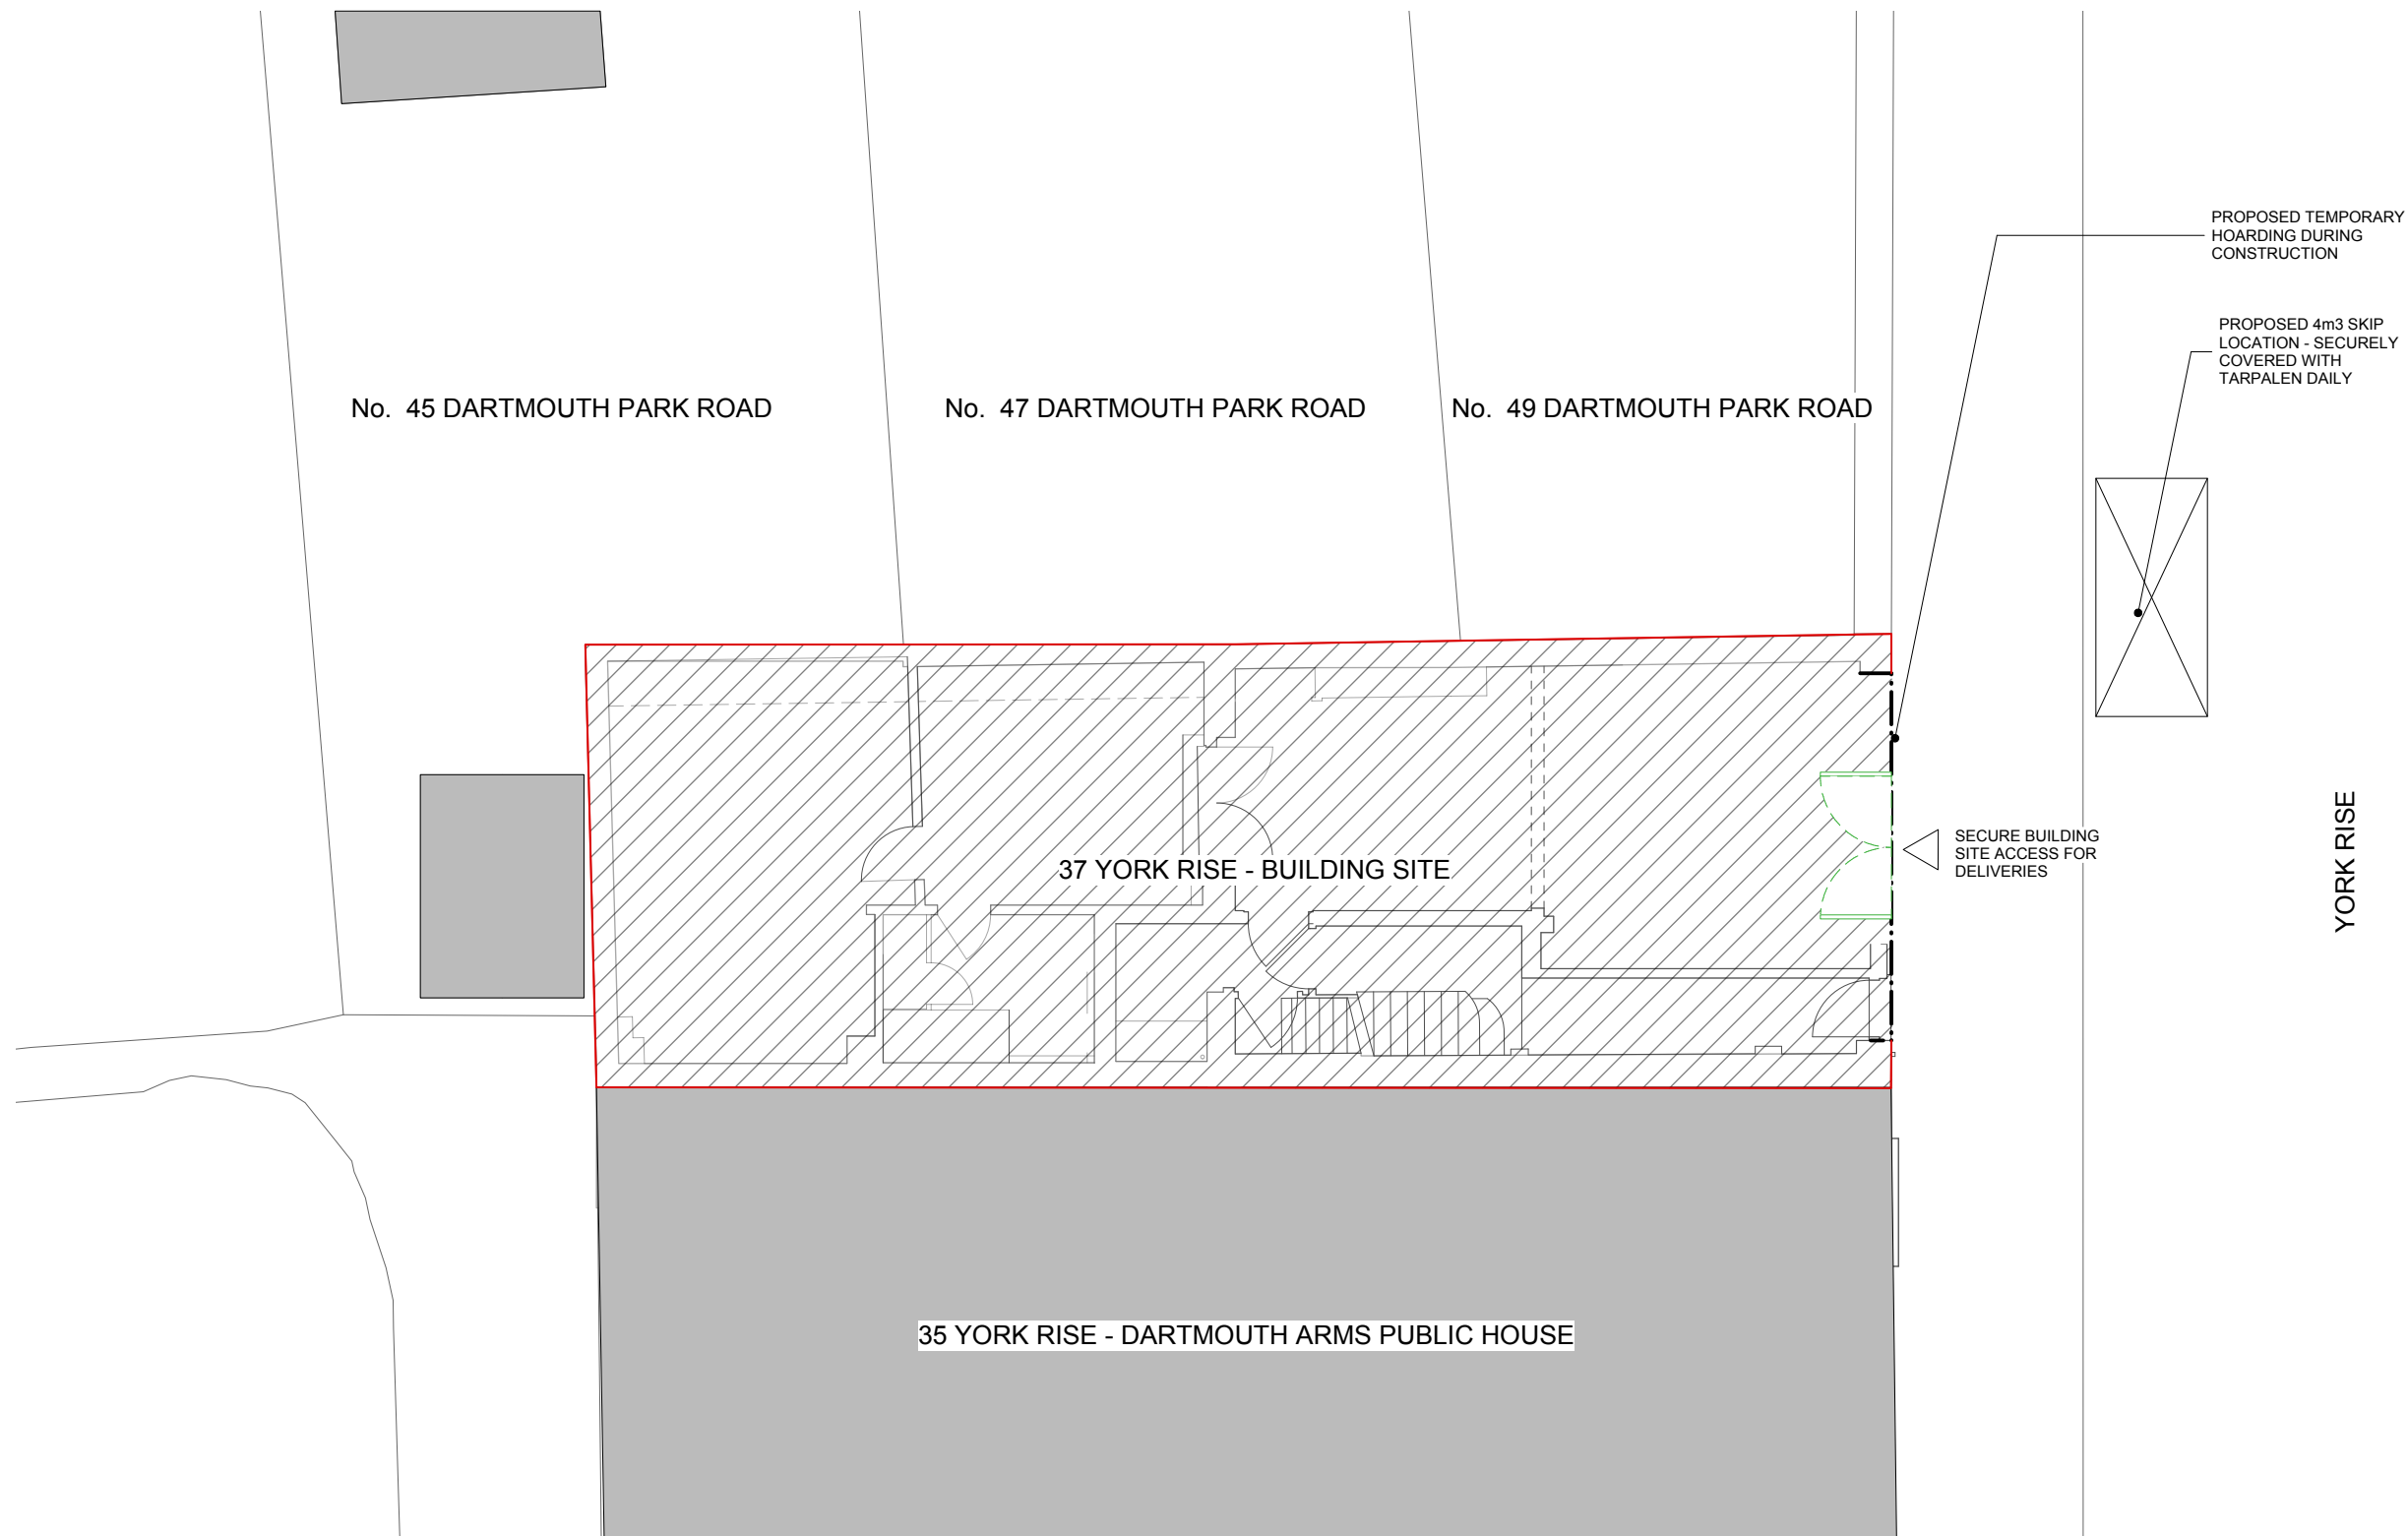 PROPOSED TEMPORARY
HOARDING DURING
CONSTRUCTION
PROPOSED 4m3 SKIP
LOCATION - SECURELY
COVERED WITH
TARPALEN DAILY
No. 45 DARTMOUTH PARK ROAD
No. 47 DARTMOUTH PARK ROAD
No. 49 DARTMOUTH PARK ROAD
37 YORK RISE - BUILDING SITE
SECURE BUILDING
SITE ACCESS FOR
DELIVERIES
YORK RISE
35 YORK RISE - DARTMOUTH ARMS PUBLIC HOUSE